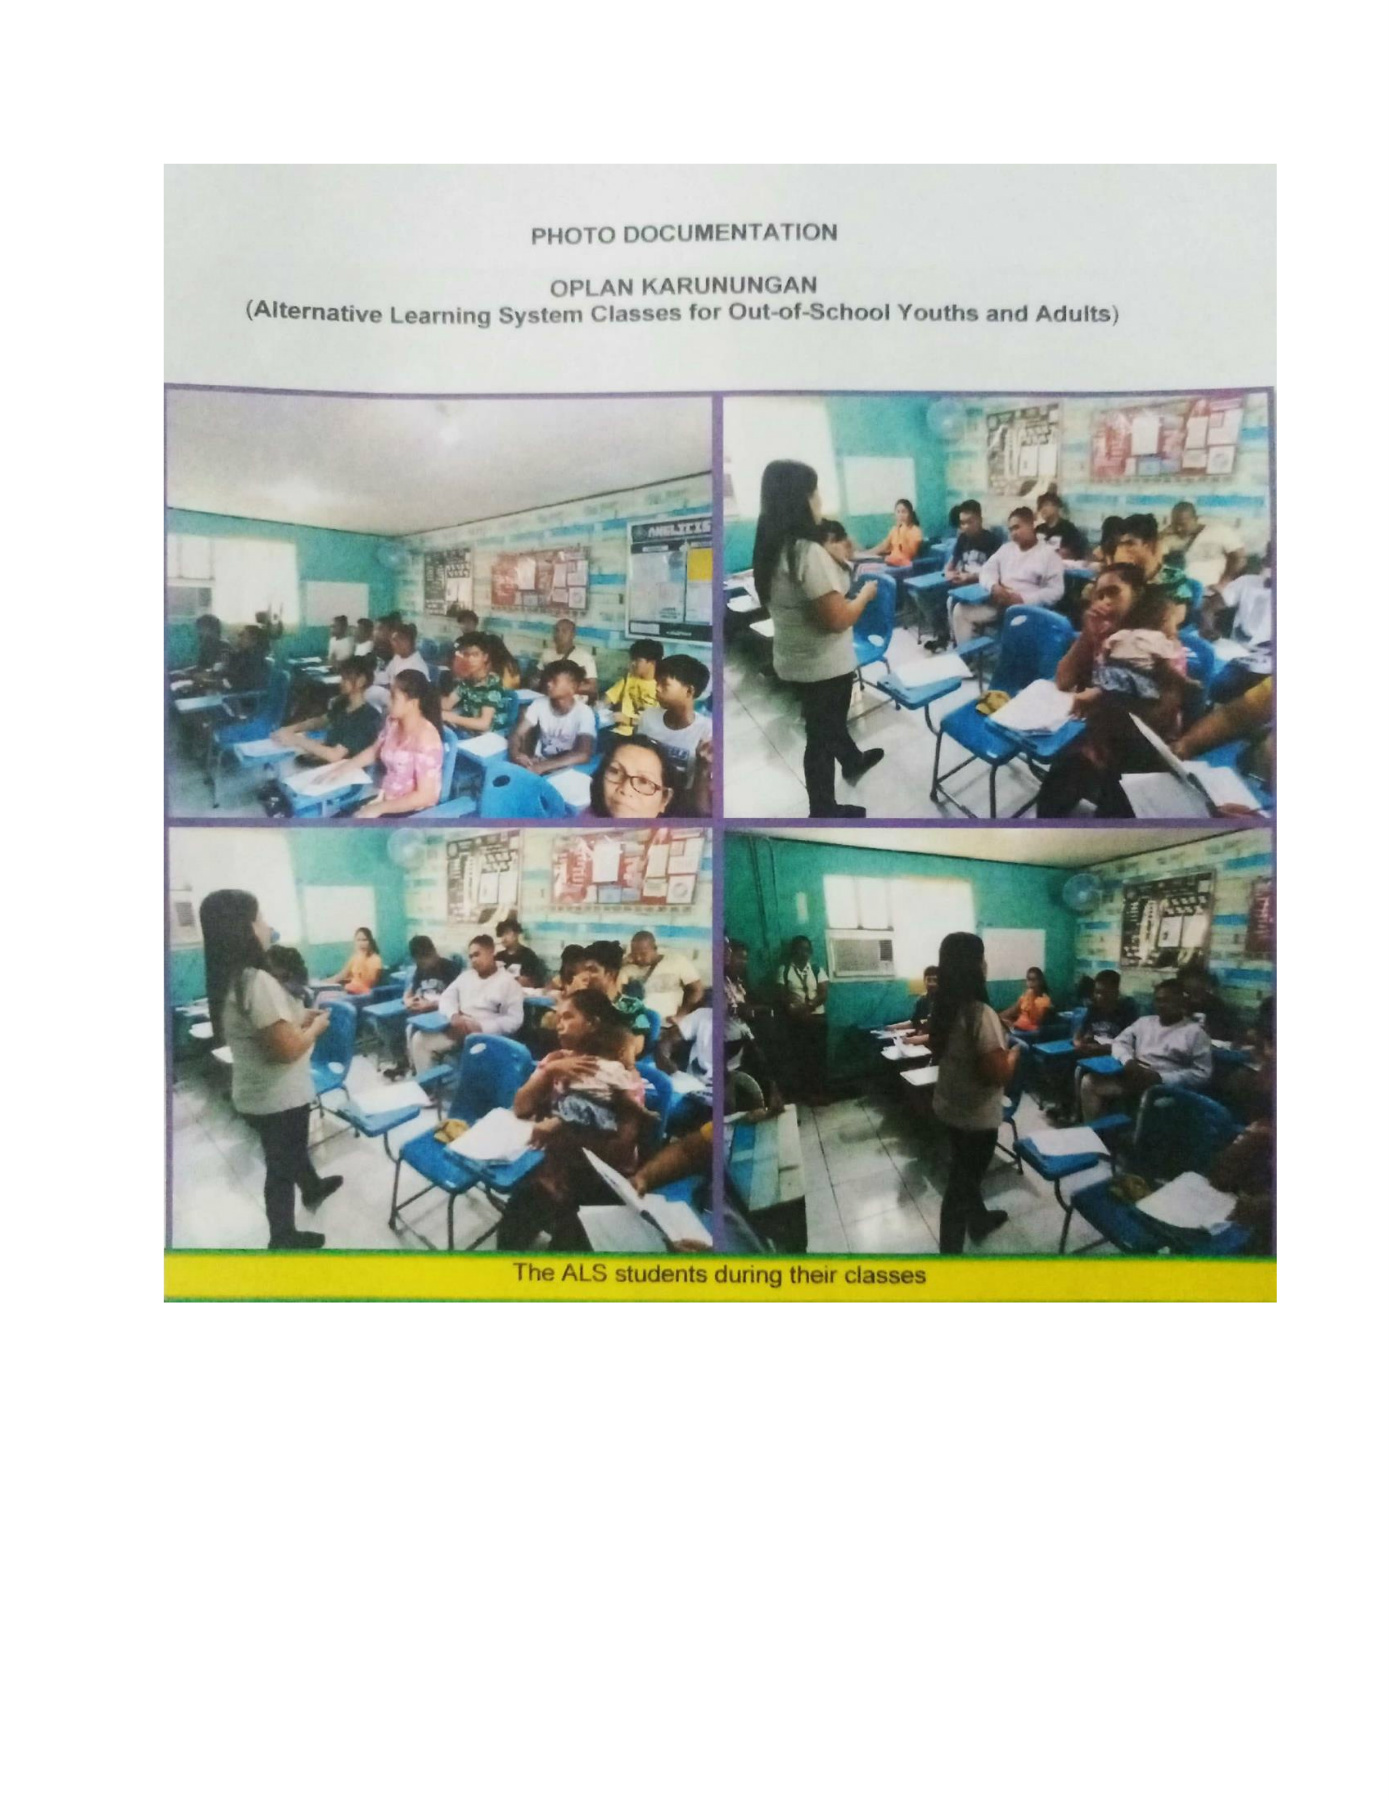 PHOTO DOCUMENTATION
OPLAN KARUNUNGAN
(Alternative Learning System Classes for Out-of-School Youths and Adults)
The ALS students during their classes